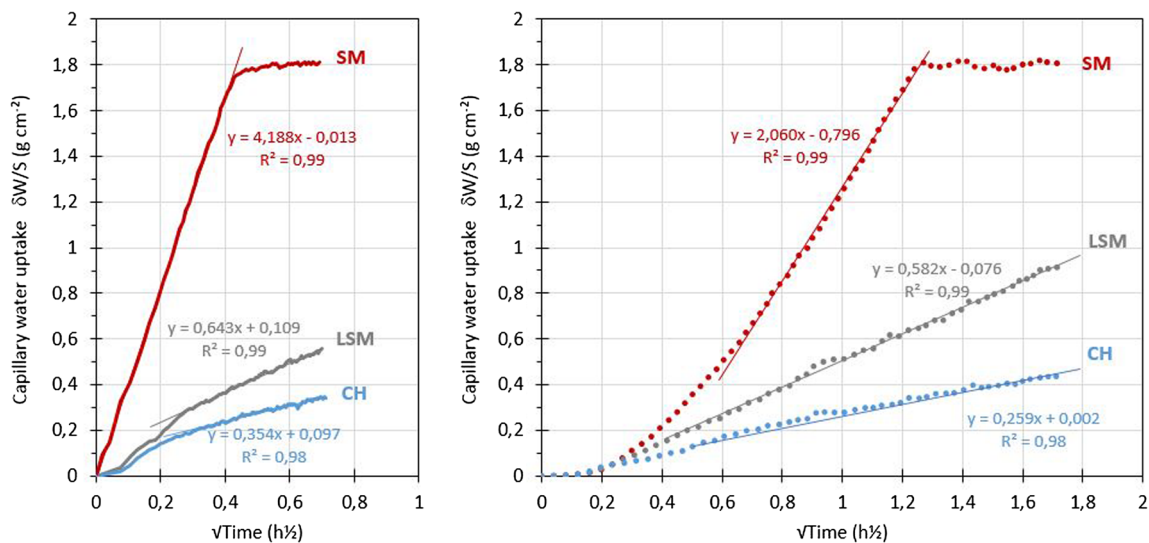 2
1,8
1,6
1,4
1,2
1
0,8
0,6
0,4
0,2
0
Capillary water uptake δW/S (g cm⁻²)
SM
y = 4,188x - 0,013
R² = 0,99
y = 0,643x + 0,109
R² = 0,99
LSM
CH
y = 0,354x + 0,097
R² = 0,98
0 0,2 0,4 0,6 0,8 1
√Time (h½)
2
1,8
1,6
1,4
1,2
1
0,8
0,6
0,4
0,2
0
Capillary water uptake δW/S (g cm⁻²)
SM
y = 2,060x - 0,796
R² = 0,99
LSM
y = 0,582x - 0,076
R² = 0,99
CH
y = 0,259x + 0,002
R² = 0,98
0 0,2 0,4 0,6 0,8 1 1,2 1,4 1,6 1,8 2
√Time (h½)